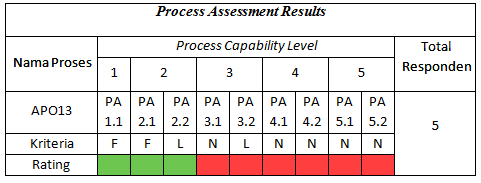 Process Assessment Results
Nama Proses Process Capability Level Total Responden
1 2 3 4 5
APO13 PA 1.1 PA 2.1 PA 2.2 PA 3.1 PA 3.2 PA 4.1 PA 4.2 PA 5.1 PA 5.2 5
Kriteria F F L N L N N N N
Rating